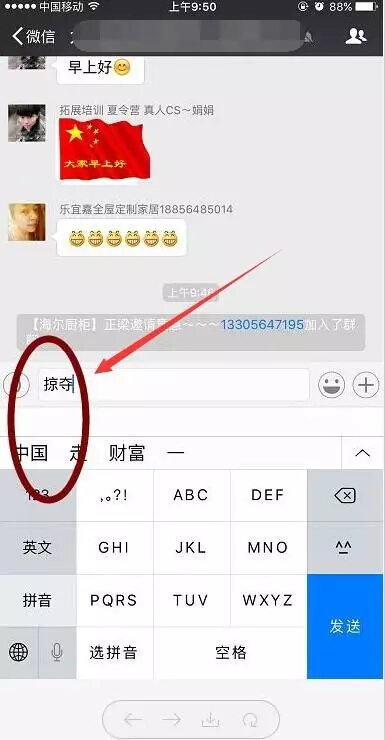 中国移动
上午9:50
88%
微信
早上好😊
拓展培训 夏令营 真人CS～娟娟
大家早上好
乐宜嘉全屋定制家居18856485014
😁😁😁😁😁😁
上午9:46
【海尔厨柜】正梁邀请 ～～～13305647195加入了群
掠夺
中国 走 财富 一
123 ,。?! ABC DEF
英文 GHI JKL MNO ^^
拼音 PQRS TUV WXYZ 发送
选拼音 空格